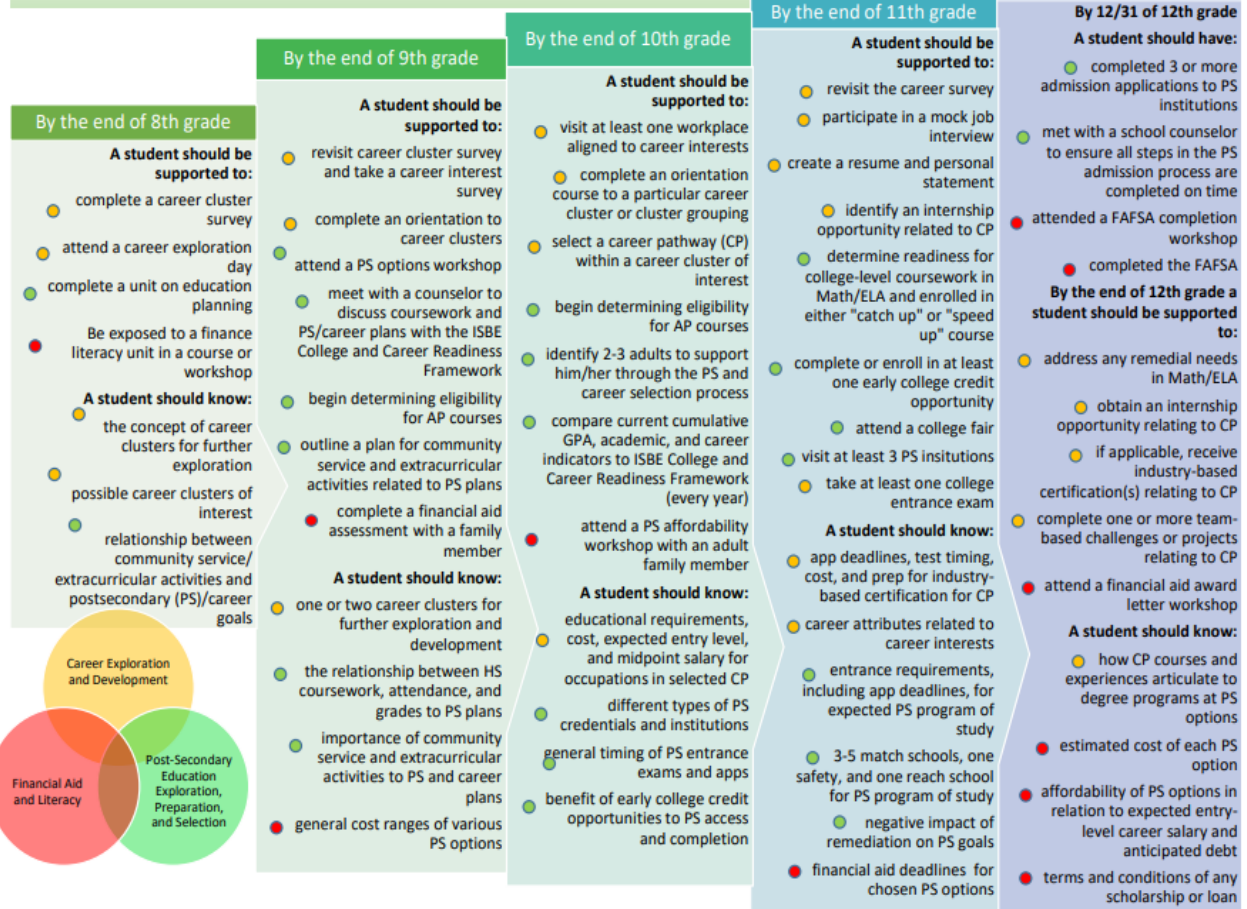 By the end of 8th grade
A student should be
supported to:
complete a career cluster
survey
attend a career exploration
day
complete a unit on education
planning
Be exposed to a finance
literacy unit in a course or
workshop
A student should know:
the concept of career
clusters for further
exploration
possible career clusters of
interest
relationship between
community service/
extracurricular activities and
postsecondary (PS)/career
goals
Career Exploration
and Development
Financial Aid
and Literacy
Post-Secondary
Education
Exploration,
Preparation,
and Selection
By the end of 9th grade
A student should be
supported to:
revisit career cluster survey
and take a career interest
survey
complete an orientation to
career clusters
attend a PS options workshop
meet with a counselor to
discuss coursework and
PS/career plans with the ISBE
College and Career Readiness
Framework
begin determining eligibility
for AP courses
outline a plan for community
service and extracurricular
activities related to PS plans
complete a financial aid
assessment with a family
member
A student should know:
one or two career clusters for
further exploration and
development
the relationship between HS
coursework, attendance, and
grades to PS plans
importance of community
service and extracurricular
activities to PS and career
plans
general cost ranges of various
PS options
By the end of 10th grade
A student should be
supported to:
visit at least one workplace
aligned to career interests
complete an orientation
course to a particular career
cluster or cluster grouping
select a career pathway (CP)
within a career cluster of
interest
begin determining eligibility
for AP courses
identify 2-3 adults to support
him/her through the PS and
career selection process
compare current cumulative
GPA, academic, and career
indicators to ISBE College and
Career Readiness Framework
(every year)
attend a PS affordability
workshop with an adult
family member
A student should know:
educational requirements,
cost, expected entry level,
and midpoint salary for
occupations in selected CP
different types of PS
credentials and institutions
general timing of PS entrance
exams and apps
benefit of early college credit
opportunities to PS access
and completion
By the end of 11th grade
A student should be
supported to:
revisit the career survey
participate in a mock job
interview
create a resume and personal
statement
identify an internship
opportunity related to CP
determine readiness for
college-level coursework in
Math/ELA and enrolled in
either "catch up" or "speed
up" course
complete or enroll in at least
one early college credit
opportunity
attend a college fair
visit at least 3 PS insitutions
take at least one college
entrance exam
A student should know:
app deadlines, test timing,
cost, and prep for industry-
based certification for CP
career attributes related to
career interests
entrance requirements,
including app deadlines, for
expected PS program of
study
3-5 match schools, one
safety, and one reach school
for PS program of study
negative impact of
remediation on PS goals
financial aid deadlines for
chosen PS options
By 12/31 of 12th grade
A student should have:
completed 3 or more
admission applications to PS
institutions
met with a school counselor
to ensure all steps in the PS
admission process are
completed on time
attended a FAFSA completion
workshop
completed the FAFSA
By the end of 12th grade a
student should be supported
to:
address any remedial needs
in Math/ELA
obtain an internship
opportunity relating to CP
if applicable, receive
industry-based
certification(s) relating to CP
complete one or more team-
based challenges or projects
relating to CP
attend a financial aid award
letter workshop
A student should know:
how CP courses and
experiences articulate to
degree programs at PS
options
estimated cost of each PS
option
affordability of PS options in
relation to expected entry-
level career salary and
anticipated debt
terms and conditions of any
scholarship or loan